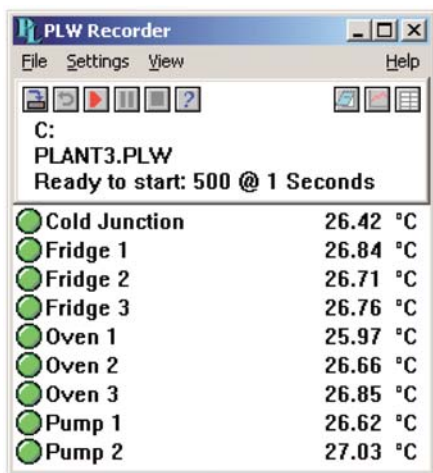 PLW Recorder
File Settings View Help
C:
PLANT3.PLW
Ready to start: 500 @ 1 Seconds
Cold Junction 26.42 °C
Fridge 1 26.84 °C
Fridge 2 26.71 °C
Fridge 3 26.76 °C
Oven 1 25.97 °C
Oven 2 26.66 °C
Oven 3 26.85 °C
Pump 1 26.62 °C
Pump 2 27.03 °C